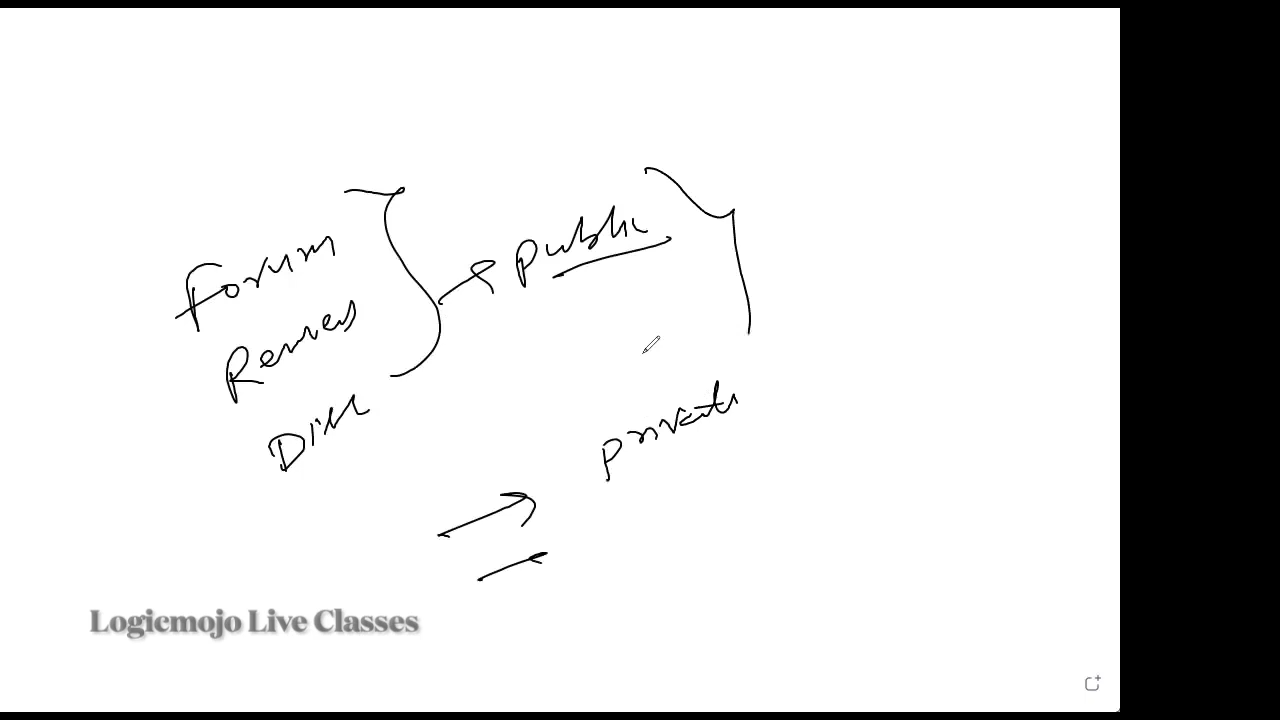 Forum
Public
Reviews
private
Logicmojo Live Classes